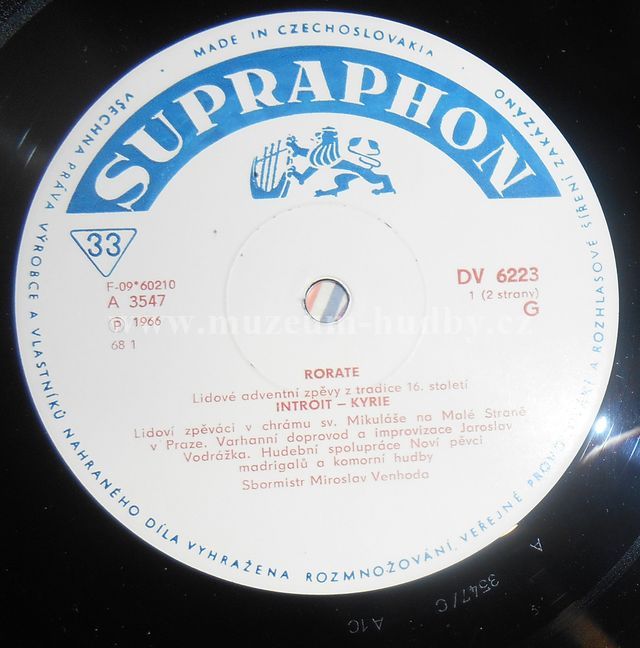 MADE IN CZECHOSLOVAKIA
SUPRAPHON
33
F-09*60210
A 3547
Ⓟ 1966
68 1
DV 6223
1 (2 strany)
G
www.muzeum-hudby.cz
RORATE
Lidové adventní zpěvy z tradice 16. století
INTROIT – KYRIE
Lidoví zpěváci v chrámu sv. Mikuláše na Malé Straně
v Praze. Varhanní doprovod a improvizace Jaroslav
Vodrážka. Hudební spolupráce Noví pěvci
madrigalů a komorní hudby
Sbormistr Miroslav Venhoda
VŠECHNA PRÁVA VÝROBCE A VLASTNÍKŮ NAHRANÉHO DÍLA VYHRAŽENA ROZMNOŽOVÁNÍ, VEŘEJNÉ A ROZHLASOVÉ ŠÍŘENÍ ZAKÁZÁNO
A 3547/C A1C